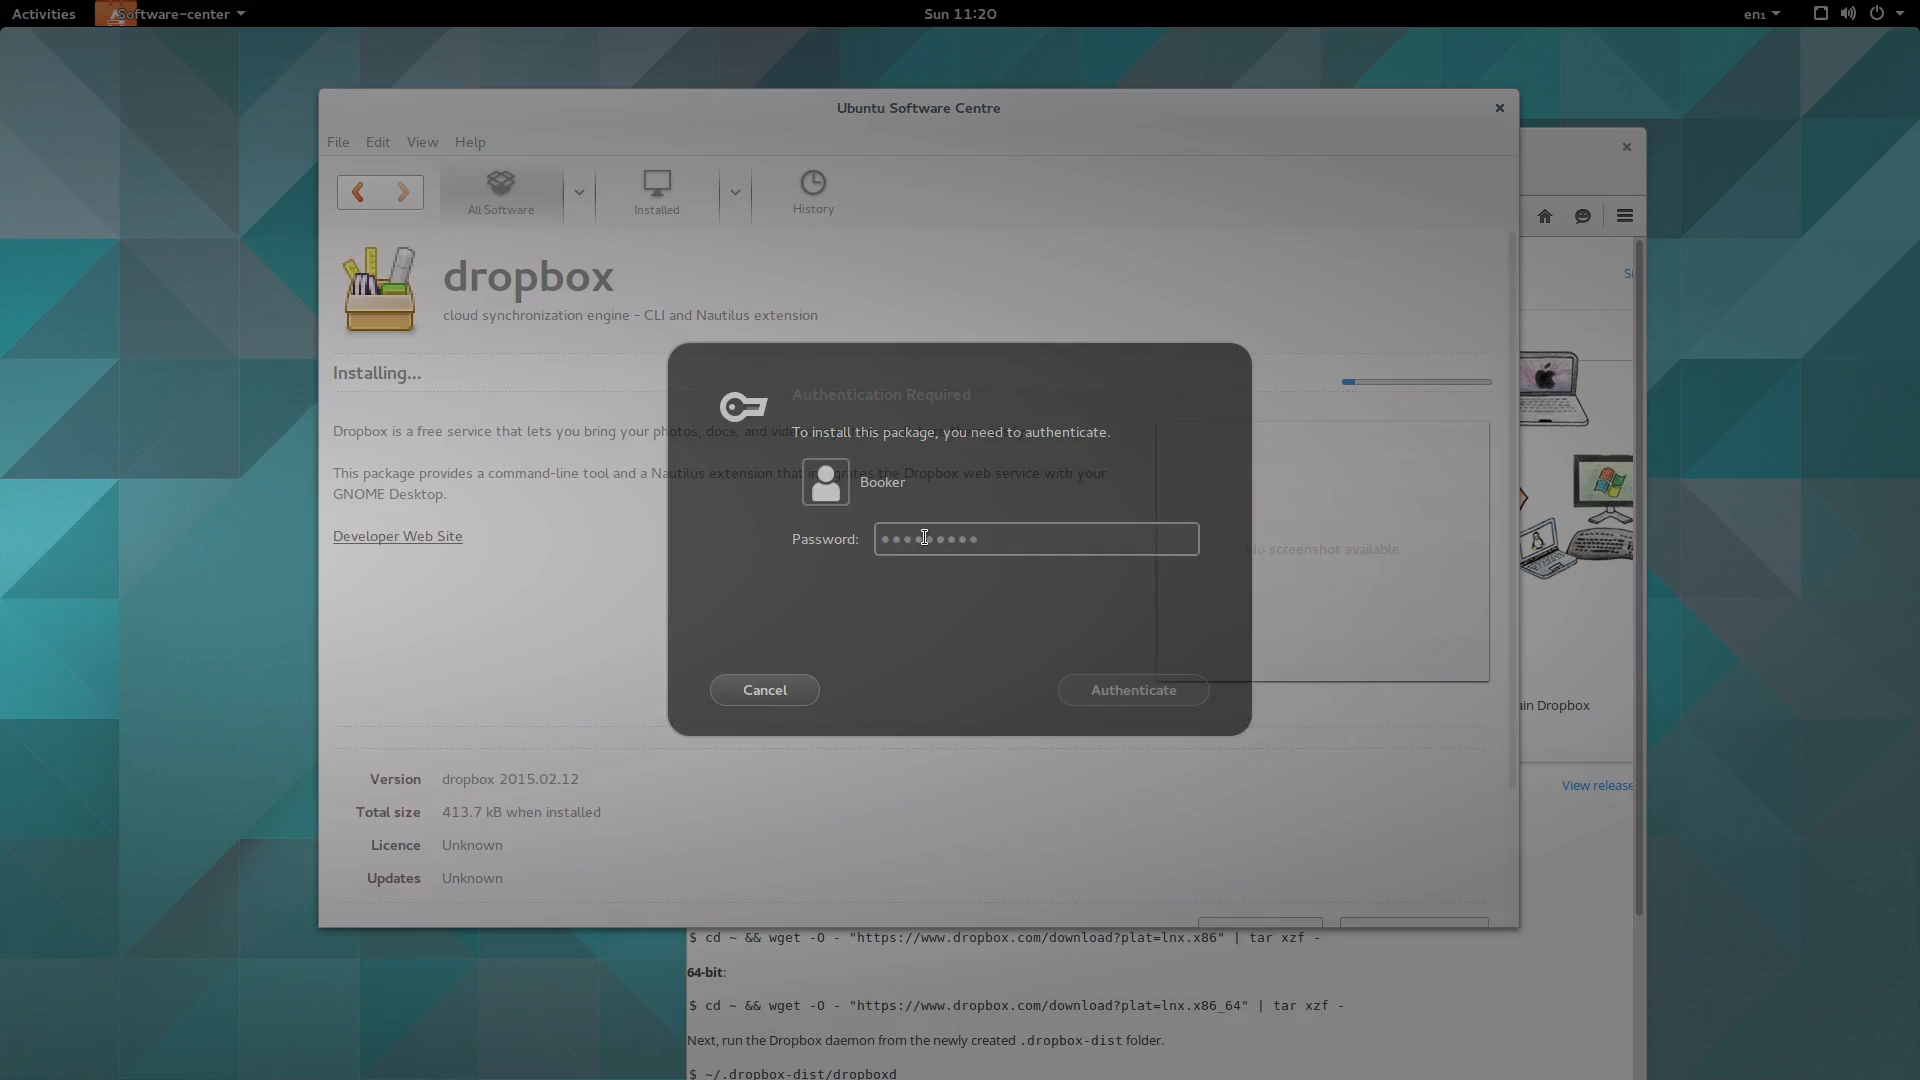 Activities
Software-center
Sun 11:20
en₁
Ubuntu Software Centre
File Edit View Help
All Software
Installed
History
dropbox
cloud synchronization engine - CLI and Nautilus extension
Installing...
Authentication Required
Dropbox is a free service that lets you bring your photos, docs, and
To install this package, you need to authenticate.
This package provides a command-line tool and a Nautilus extension that the Dropbox web service with your
GNOME Desktop.
Booker
Developer Web Site
Password:
No screenshot available
Cancel
Authenticate
ain Dropbox
Version dropbox 2015.02.12
View release
Total size 413.7 kB when installed
Licence Unknown
Updates Unknown
$ cd ~ && wget -O - "https://www.dropbox.com/download?plat=lnx.x86" | tar xzf -
64-bit:
$ cd ~ && wget -O - "https://www.dropbox.com/download?plat=lnx.x86_64" | tar xzf -
Next, run the Dropbox daemon from the newly created .dropbox-dist folder.
$ ~/.dropbox-dist/dropboxd